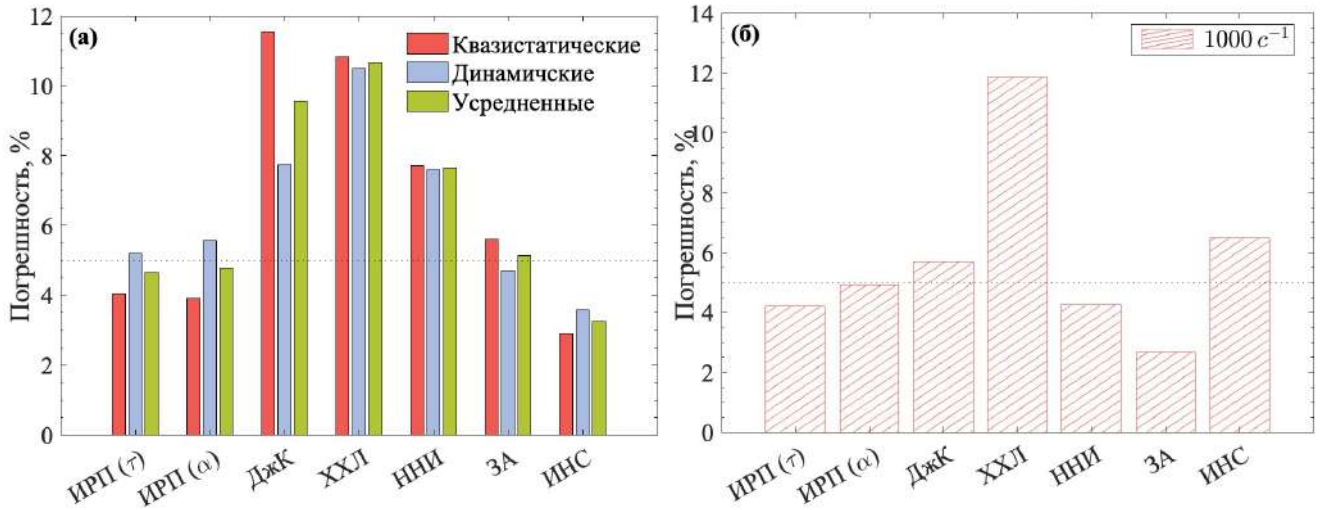 (а)
Погрешность, %
12
10
8
6
4
2
0
Квазистатические
Динамичские
Усредненные
ИРП (τ)
ИРП (α)
ДжК
ХХЛ
ННИ
ЗА
ИНС
(б)
Погрешность, %
14
12
10
8
6
4
2
0
1000 c⁻¹
ИРП (τ)
ИРП (α)
ДжК
ХХЛ
ННИ
ЗА
ИНС